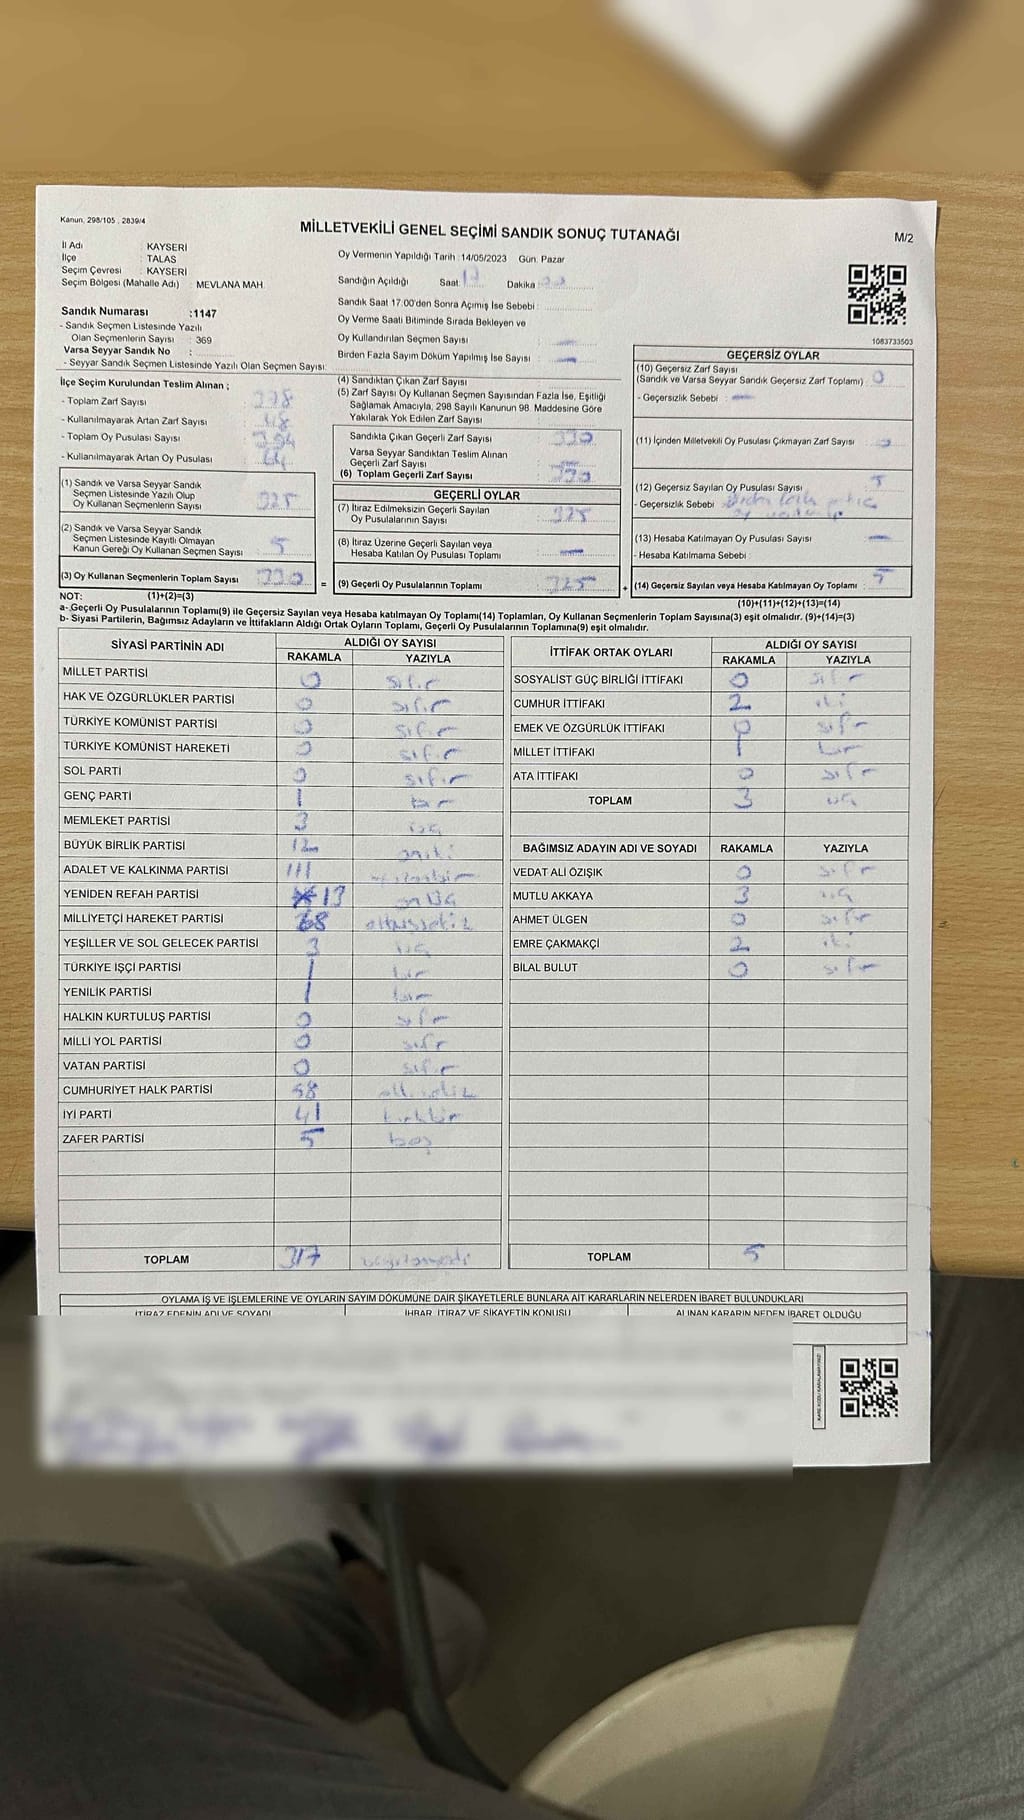 Kanun, 298/105 , 2839/4
MİLLETVEKİLİ GENEL SEÇİMİ SANDIK SONUÇ TUTANAĞI
M/2
İl Adı : KAYSERİ
İlçe : TALAS
Seçim Çevresi : KAYSERİ
Seçim Bölgesi (Mahalle Adı) : MEVLANA MAH.
Sandık Numarası :1147
- Sandık Seçmen Listesinde Yazılı
Olan Seçmenlerin Sayısı : 369
Varsa Seyyar Sandık No :
- Seyyar Sandık Seçmen Listesinde Yazılı Olan Seçmen Sayısı:
Oy Vermenin Yapıldığı Tarih : 14/05/2023 Gün: Pazar
Sandığın Açıldığı Saat: Dakika:
Sandık Saat 17.00'den Sonra Açımış İse Sebebi :
Oy Verme Saati Bitiminde Sırada Bekleyen ve
Oy Kullandırılan Seçmen Sayısı :
Birden Fazla Sayım Döküm Yapılmış İse Sayısı :
1083733503
İlçe Seçim Kurulundan Teslim Alınan ;
- Toplam Zarf Sayısı :
- Kullanılmayarak Artan Zarf Sayısı :
- Toplam Oy Pusulası Sayısı :
- Kullanılmayarak Artan Oy Pusulası :
(1) Sandık ve Varsa Seyyar Sandık
Seçmen Listesinde Yazılı Olup
Oy Kullanan Seçmenlerin Sayısı : 325
(2) Sandık ve Varsa Seyyar Sandık
Seçmen Listesinde Kayıtlı Olmayan
Kanun Gereği Oy Kullanan Seçmen Sayısı : 5
(3) Oy Kullanan Seçmenlerin Toplam Sayısı : 330 =
(4) Sandıktan Çıkan Zarf Sayısı :
(5) Zarf Sayısı Oy Kullanan Seçmen Sayısından Fazla İse, Eşitliği
Sağlamak Amacıyla, 298 Sayılı Kanunun 98. Maddesine Göre
Yakılarak Yok Edilen Zarf Sayısı :
Sandıkta Çıkan Geçerli Zarf Sayısı : 330
Varsa Seyyar Sandıktan Teslim Alınan
Geçerli Zarf Sayısı :
(6) Toplam Geçerli Zarf Sayısı : 330
GEÇERLİ OYLAR
(7) İtiraz Edilmeksizin Geçerli Sayılan
Oy Pusulalarının Sayısı : 325
(8) İtiraz Üzerine Geçerli Sayılan veya
Hesaba Katılan Oy Pusulası Toplamı :
(9) Geçerli Oy Pusulalarının Toplamı : 325 +
GEÇERSİZ OYLAR
(10) Geçersiz Zarf Sayısı
(Sandık ve Varsa Seyyar Sandık Geçersiz Zarf Toplamı) : 0
- Geçersizlik Sebebi :
(11) İçinden Milletvekili Oy Pusulası Çıkmayan Zarf Sayısı :
(12) Geçersiz Sayılan Oy Pusulası Sayısı : 5
- Geçersizlik Sebebi :
(13) Hesaba Katılmayan Oy Pusulası Sayısı :
- Hesaba Katılmama Sebebi :
(14) Geçersiz Sayılan veya Hesaba Katılmayan Oy Toplamı : 5
NOT: (1)+(2)=(3)
(10)+(11)+(12)+(13)=(14)
a- Geçerli Oy Pusulalarının Toplamı(9) ile Geçersiz Sayılan veya Hesaba katılmayan Oy Toplamı(14) Toplamları, Oy Kullanan Seçmenlerin Toplam Sayısına(3) eşit olmalıdır. (9)+(14)=(3)
b- Siyasi Partilerin, Bağımsız Adayların ve İttifakların Aldığı Ortak Oyların Toplamı, Geçerli Oy Pusulalarının Toplamına(9) eşit olmalıdır.
SİYASİ PARTİNİN ADI ALDIĞI OY SAYISI
RAKAMLA YAZIYLA
MİLLET PARTİSİ 0 sıfır
HAK VE ÖZGÜRLÜKLER PARTİSİ 0 sıfır
TÜRKİYE KOMÜNİST PARTİSİ 0 sıfır
TÜRKİYE KOMÜNİST HAREKETİ 0 sıfır
SOL PARTİ 0 sıfır
GENÇ PARTİ 1 bir
MEMLEKET PARTİSİ 3 üç
BÜYÜK BİRLİK PARTİSİ 12 oniki
ADALET VE KALKINMA PARTİSİ 111
YENİDEN REFAH PARTİSİ 13 onüç
MİLLİYETÇİ HAREKET PARTİSİ 68 altmışsekiz
YEŞİLLER VE SOL GELECEK PARTİSİ 3 üç
TÜRKİYE İŞÇİ PARTİSİ 1 bir
YENİLİK PARTİSİ 1 bir
HALKIN KURTULUŞ PARTİSİ 0 sıfır
MİLLİ YOL PARTİSİ 0 sıfır
VATAN PARTİSİ 0 sıfır
CUMHURİYET HALK PARTİSİ 58 ellisekiz
İYİ PARTİ 41 kırkbir
ZAFER PARTİSİ 5 beş
TOPLAM 317 üçyüzonyedi
İTTİFAK ORTAK OYLARI ALDIĞI OY SAYISI
RAKAMLA YAZIYLA
SOSYALİST GÜÇ BİRLİĞİ İTTİFAKI 0 sıfır
CUMHUR İTTİFAKI 2 iki
EMEK VE ÖZGÜRLÜK İTTİFAKI 0 sıfır
MİLLET İTTİFAKI 1 bir
ATA İTTİFAKI 0 sıfır
TOPLAM 3 üç
BAĞIMSIZ ADAYIN ADI VE SOYADI RAKAMLA YAZIYLA
VEDAT ALİ ÖZIŞIK 0 sıfır
MUTLU AKKAYA 3 üç
AHMET ÜLGEN 0 sıfır
EMRE ÇAKMAKÇİ 2 iki
BİLAL BULUT 0 sıfır
TOPLAM 5
OYLAMA İŞ VE İŞLEMLERİNE VE OYLARIN SAYIM DÖKÜMÜNE DAİR ŞİKAYETLERLE BUNLARA AİT KARARLARIN NELERDEN İBARET BULUNDUKLARI
İTİRAZ EDENİN ADI VE SOYADI İHBAR, İTİRAZ VE ŞİKAYETİN KONUSU ALINAN KARARIN NEDEN İBARET OLDUĞU